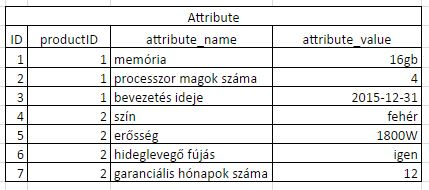 Attribute
ID productID attribute_name attribute_value
1 1 memória 16gb
2 1 processzor magok száma 4
3 1 bevezetés ideje 2015-12-31
4 2 szín fehér
5 2 erősség 1800W
6 2 hideglevegő fújás igen
7 2 garanciális hónapok száma 12